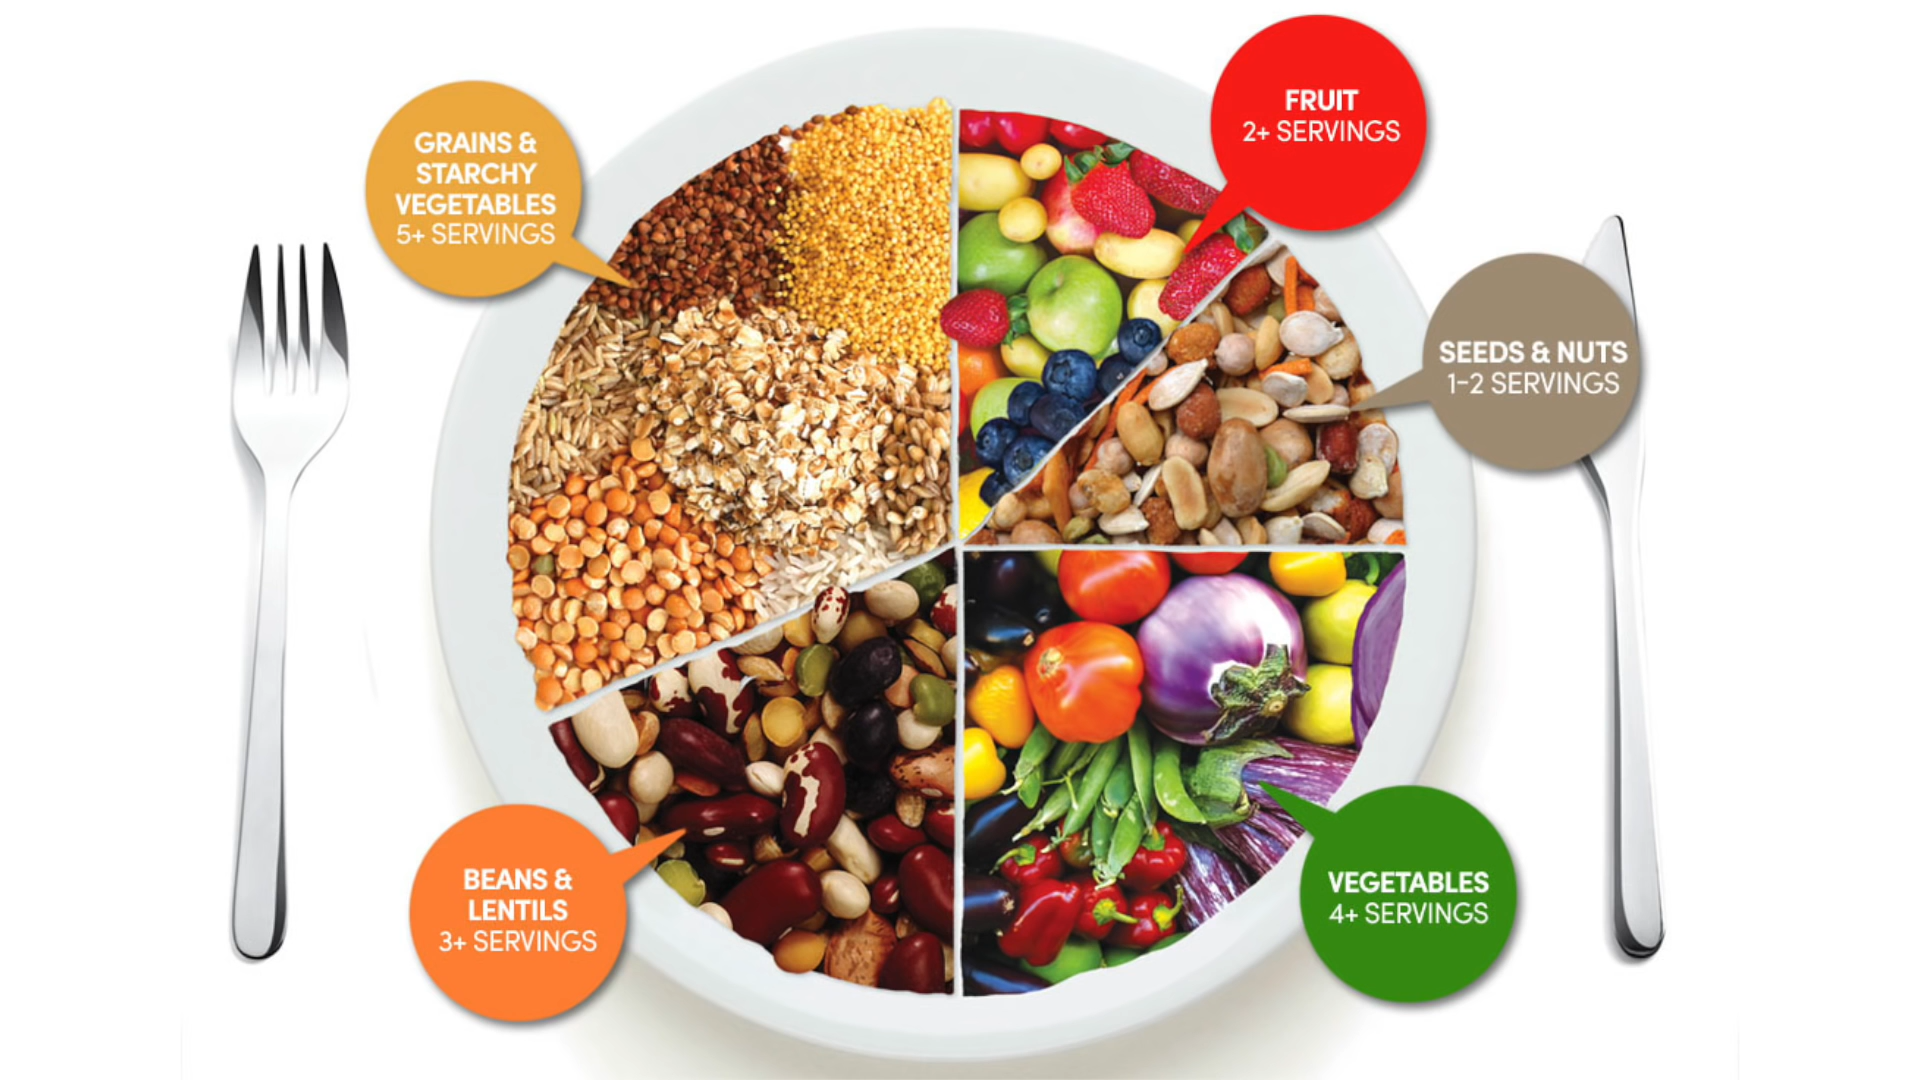 GRAINS &
STARCHY
VEGETABLES
5+ SERVINGS
FRUIT
2+ SERVINGS
SEEDS & NUTS
1-2 SERVINGS
BEANS &
LENTILS
3+ SERVINGS
VEGETABLES
4+ SERVINGS